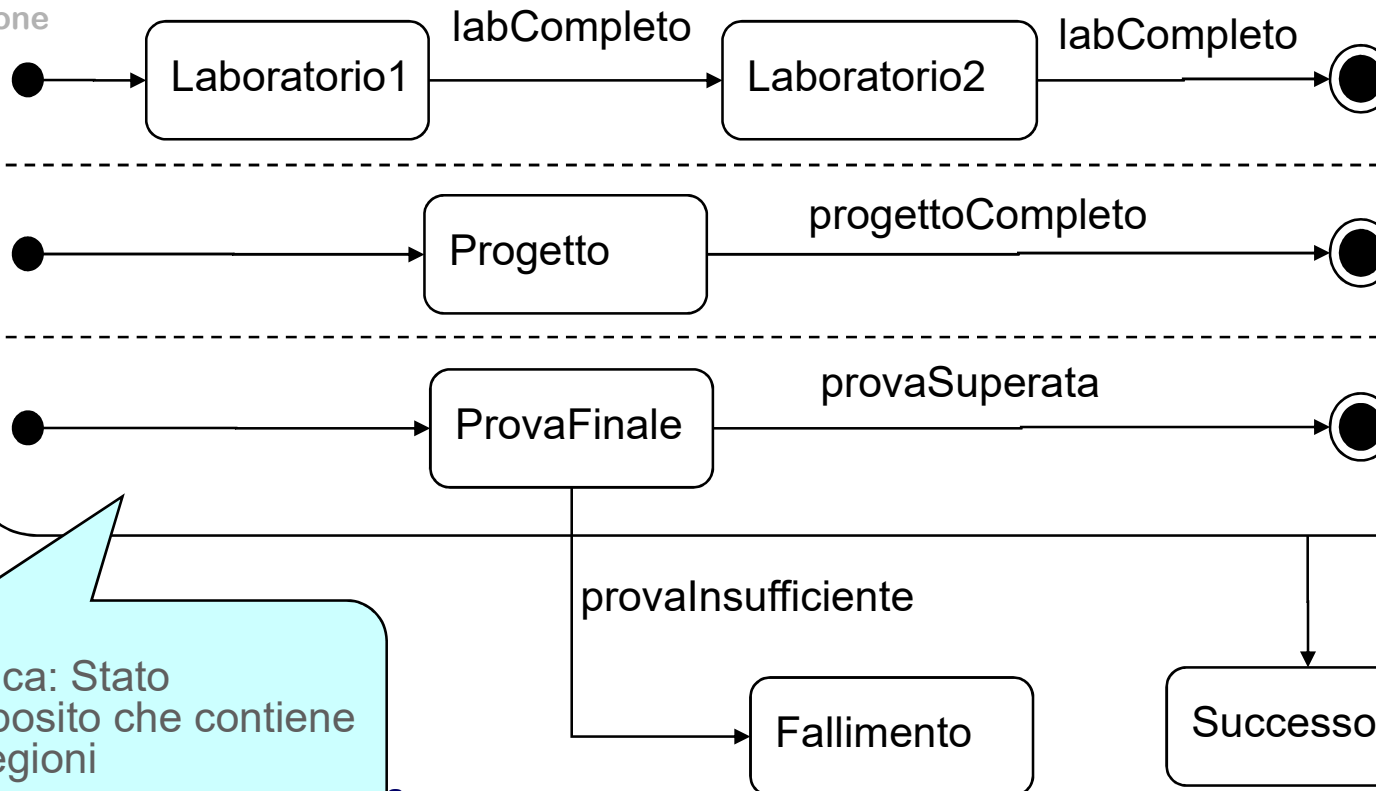 one
labCompleto
labCompleto
Laboratorio1
Laboratorio2
progettoCompleto
Progetto
provaSuperata
ProvaFinale
provaInsufficiente
ca: Stato
posito che contiene
egioni
Fallimento
Successo